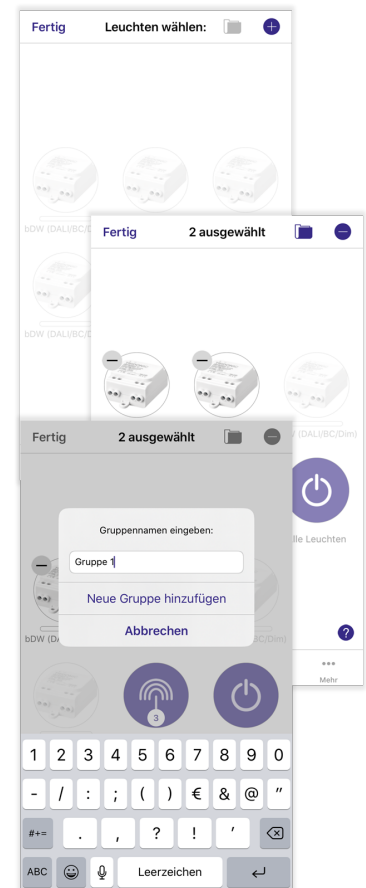 Fertig Leuchten wählen:
bDW (DALI/BC/D
bDW (DALI/BC/D
Fertig 2 ausgewählt
(DALI/BC/Dim)
lle Leuchten
?
Mehr
Fertig 2 ausgewählt
Gruppennamen eingeben:
Gruppe 1
Neue Gruppe hinzufügen
Abbrechen
bDW (D
BC/Dim)
3
1 2 3 4 5 6 7 8 9 0
- / : ; ( ) € & @ "
#+= . , ? ! '
ABC Leerzeichen